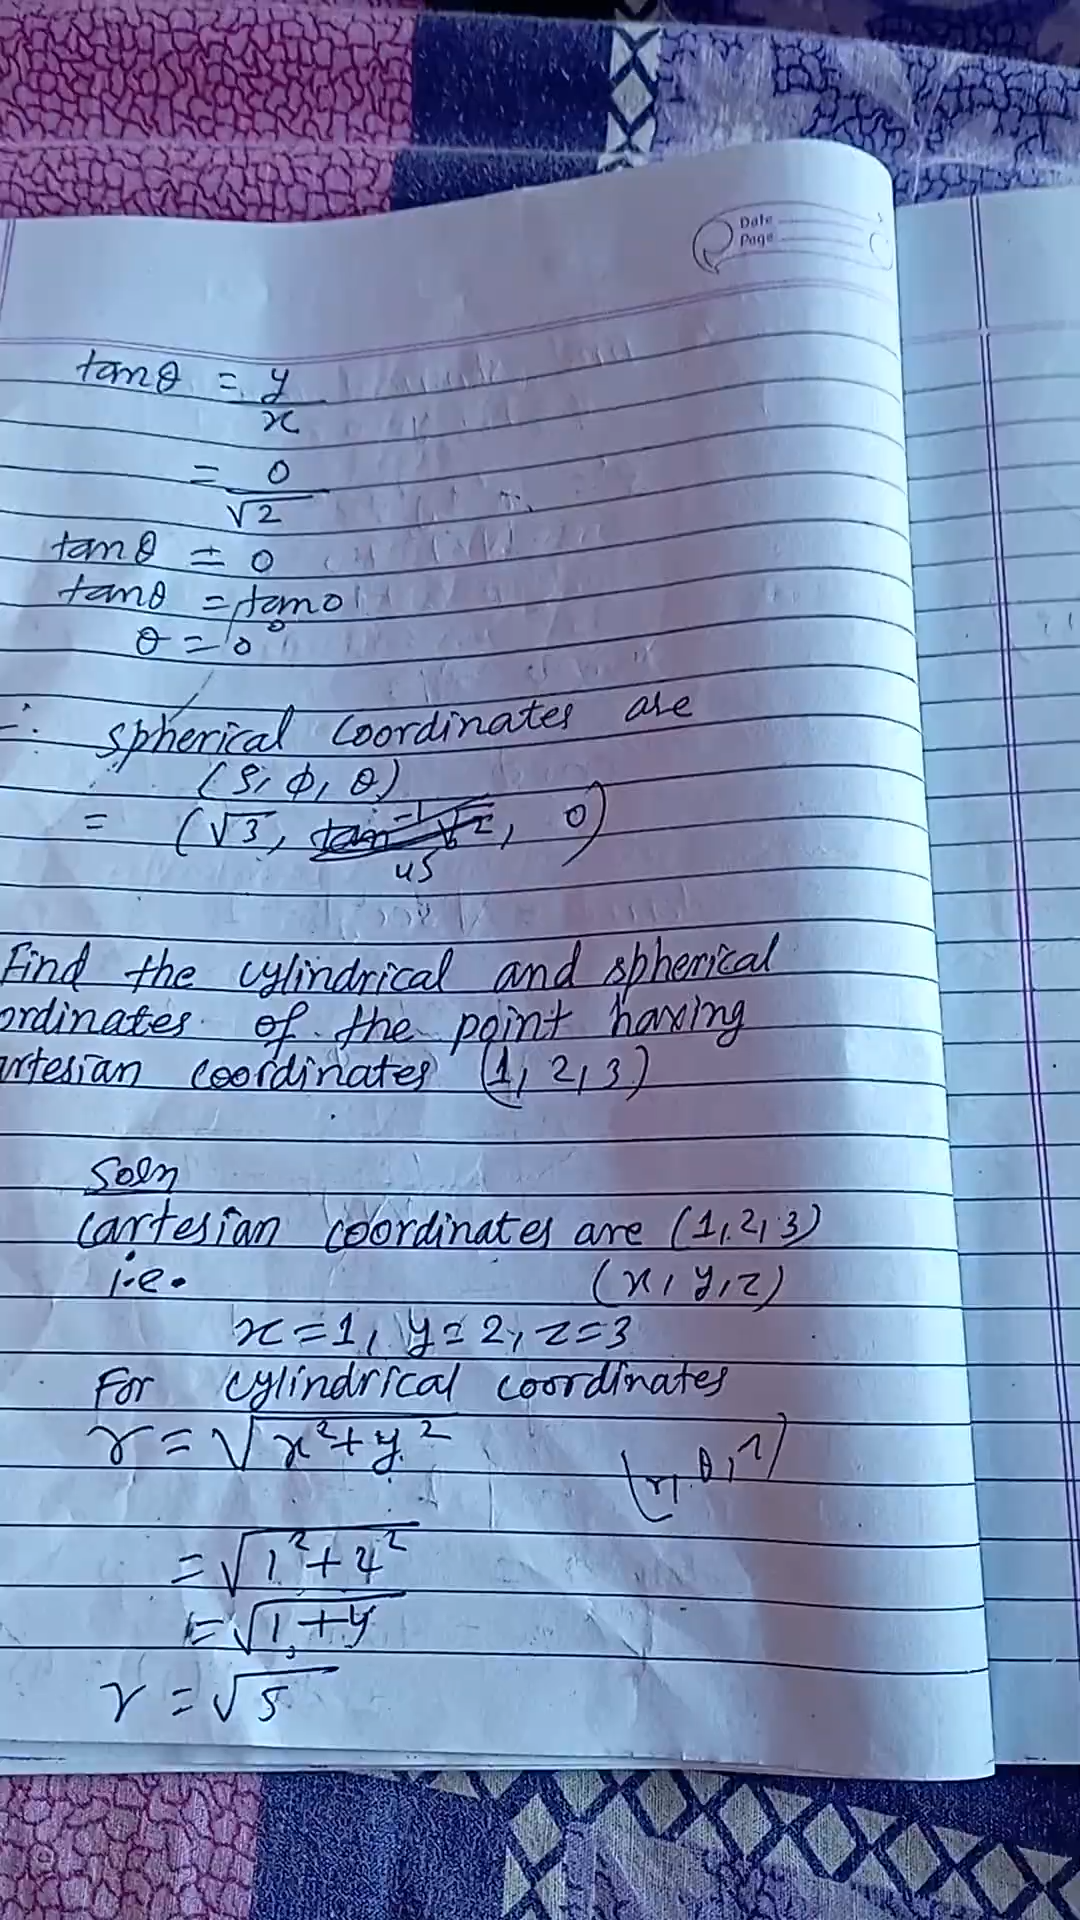 Date
Page
tanθ = y/x
= 0/√2
tanθ = 0
tanθ = tan0
θ = 0°
∴ spherical coordinates are
(ρ, φ, θ)
= (√3, 45, 0)
Find the cylindrical and spherical
ordinates of the point having
artesian coordinates (1, 2, 3)
Soln
Cartesian coordinates are (1, 2, 3)
i.e. (x, y, z)
x = 1, y = 2, z = 3
For cylindrical coordinates
r = √x²+y²
(r, θ, z)
= √1²+2²
= √1+4
r = √5